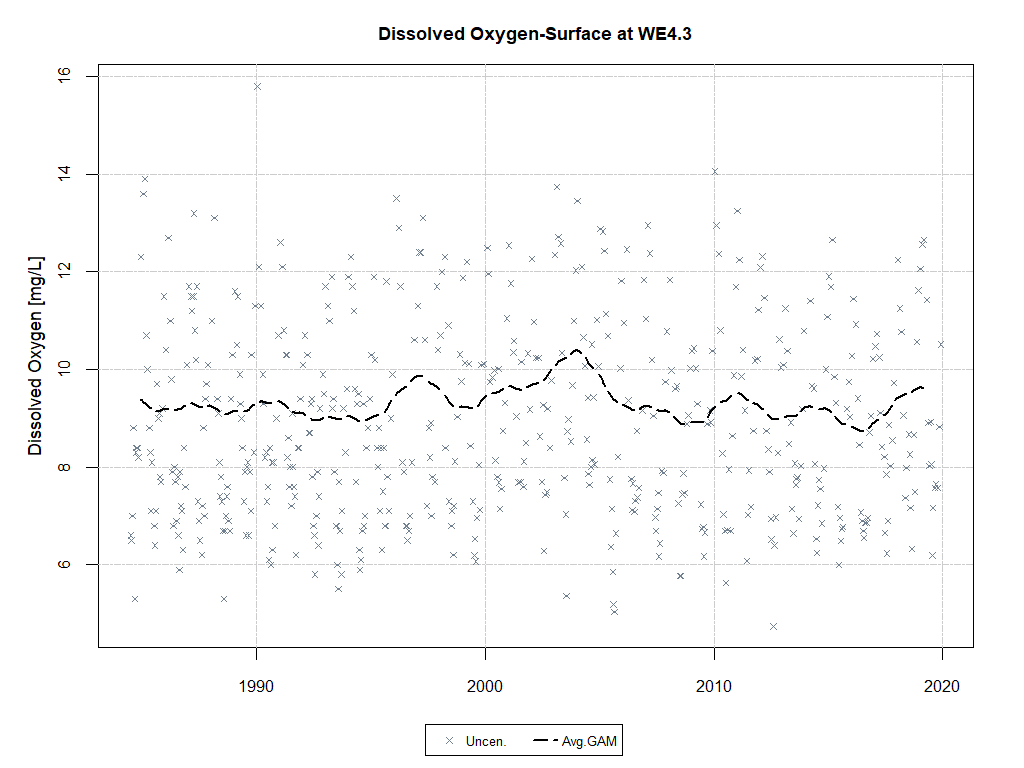 Dissolved Oxygen-Surface at WE4.3
Dissolved Oxygen [mg/L]
16
14
12
10
8
6
1990 2000 2010 2020
Uncen. Avg.GAM